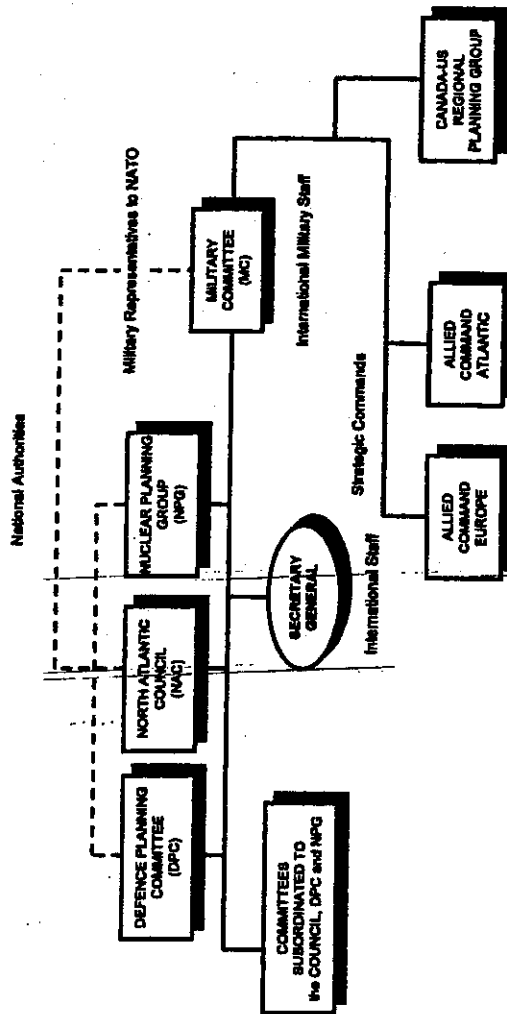 National Authorities
Military Representatives to NATO
DEFENCE PLANNING
COMMITTEE
(DPC)
NORTH ATLANTIC
COUNCIL
(NAC)
NUCLEAR PLANNING
GROUP
(NPG)
MILITARY
COMMITTEE
(MC)
COMMITTEES
SUBORDINATED TO
the COUNCIL, DPC and NPG
SECRETARY
GENERAL
International Staff
International Military Staff
Strategic Commands
ALLIED
COMMAND
EUROPE
ALLIED
COMMAND
ATLANTIC
CANADA-US
REGIONAL
PLANNING GROUP